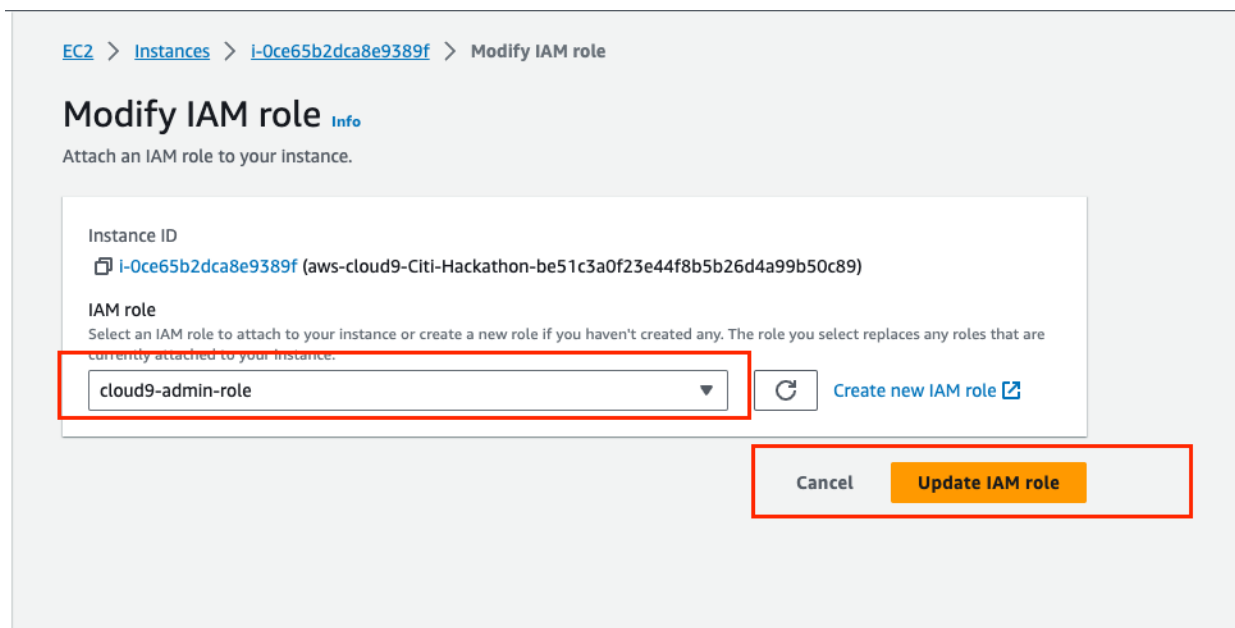 EC2 > Instances > i-0ce65b2dca8e9389f > Modify IAM role
Modify IAM role Info
Attach an IAM role to your instance.
Instance ID
i-0ce65b2dca8e9389f (aws-cloud9-Citi-Hackathon-be51c3a0f23e44f8b5b26d4a99b50c89)
IAM role
Select an IAM role to attach to your instance or create a new role if you haven't created any. The role you select replaces any roles that are
currently attached to your instance.
cloud9-admin-role Create new IAM role
Cancel Update IAM role